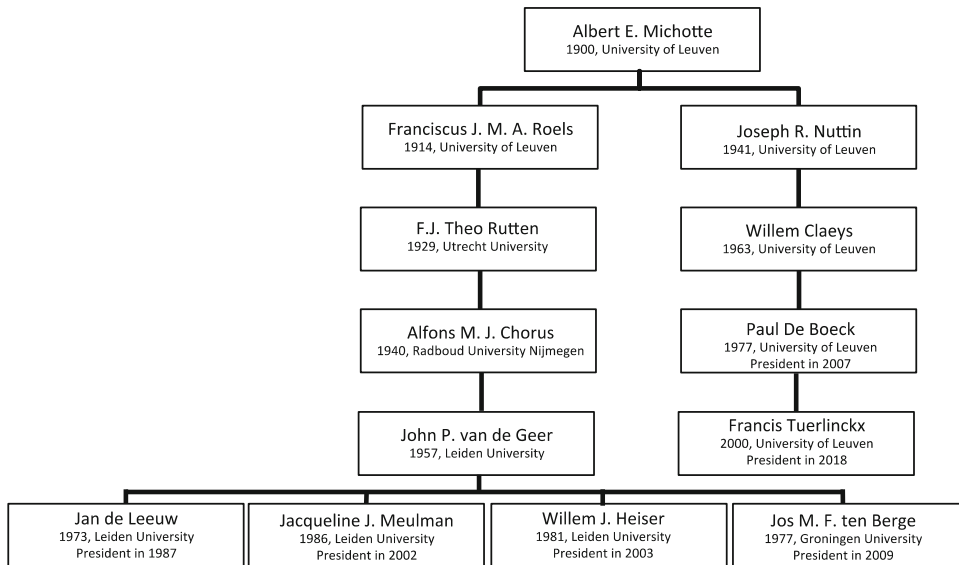 Albert E. Michotte
1900, University of Leuven
Franciscus J. M. A. Roels
1914, University of Leuven
Joseph R. Nuttin
1941, University of Leuven
F.J. Theo Rutten
1929, Utrecht University
Willem Claeys
1963, University of Leuven
Alfons M. J. Chorus
1940, Radboud University Nijmegen
Paul De Boeck
1977, University of Leuven
President in 2007
John P. van de Geer
1957, Leiden University
Francis Tuerlinckx
2000, University of Leuven
President in 2018
Jan de Leeuw
1973, Leiden University
President in 1987
Jacqueline J. Meulman
1986, Leiden University
President in 2002
Willem J. Heiser
1981, Leiden University
President in 2003
Jos M. F. ten Berge
1977, Groningen University
President in 2009